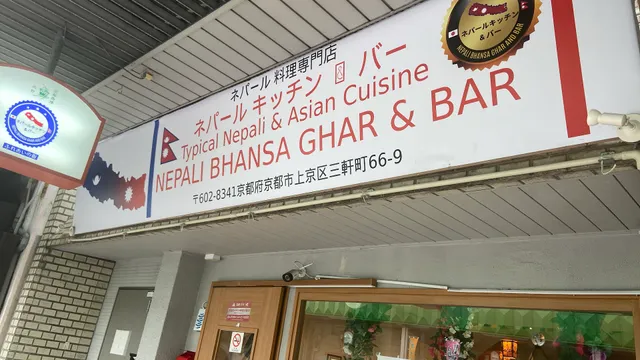 ネパール 料理専門店
ネパール キッチン 〿 バー
Typical Nepali & Asian Cuisine
NEPALI BHANSA GHAR & BAR
〒602-8341京都府京都市上京区三軒町66-9
ネパールキッチン
&バー
NEPALI BHANSA GHAR AND BAR